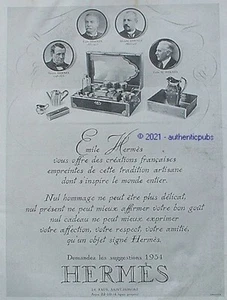 © 2021 - authenticpubs
Emile Hermès
vous offre des créations françaises
empreintes de cette tradition artisane
dont s'inspire le monde entier.
Nul hommage ne peut être plus délicat,
nul présent ne peut mieux affirmer votre bon goût
nul cadeau ne peut mieux exprimer
votre affection, votre respect, votre amitié,
qu'un objet signé Hermès.
Demandez les suggestions 1934
HERMÈS